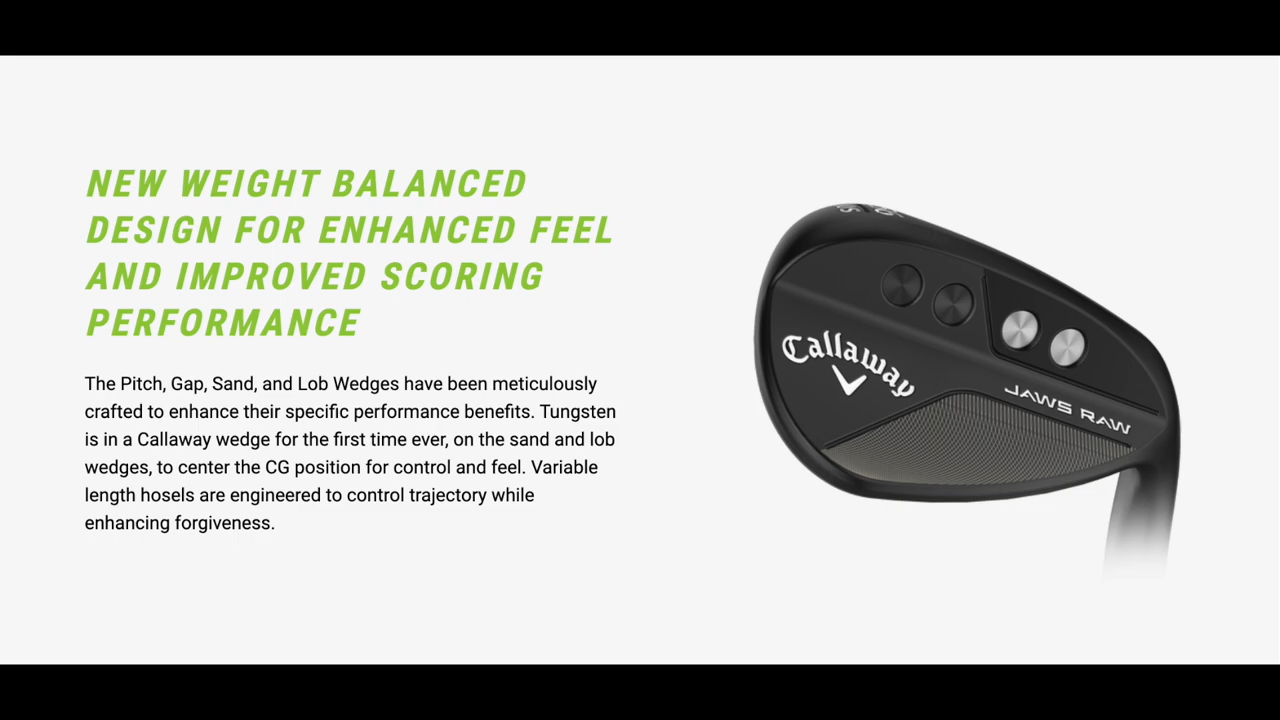 NEW WEIGHT BALANCED
DESIGN FOR ENHANCED FEEL
AND IMPROVED SCORING
PERFORMANCE
The Pitch, Gap, Sand, and Lob Wedges have been meticulously
crafted to enhance their specific performance benefits. Tungsten
is in a Callaway wedge for the first time ever, on the sand and lob
wedges, to center the CG position for control and feel. Variable
length hosels are engineered to control trajectory while
enhancing forgiveness.
Callaway
JAWS RAW